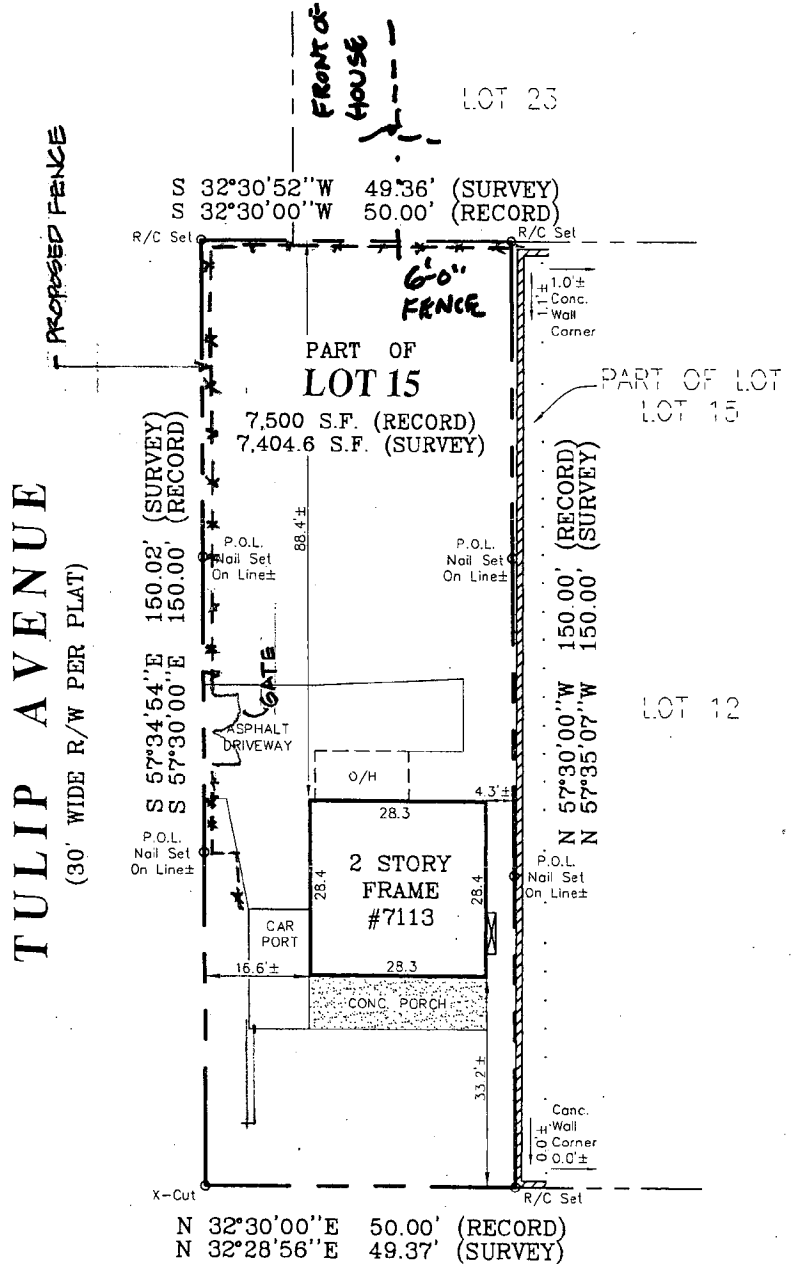 FRONT OF
HOUSE
LOT 23
PROPOSED FENCE
S 32°30'52"W 49.36' (SURVEY)
S 32°30'00"W 50.00' (RECORD)
R/C Set
R/C Set
6'-0"
FENCE
1.0'±
1.1'±
Conc.
Wall
Corner
PART OF
LOT 15
7,500 S.F. (RECORD)
7,404.6 S.F. (SURVEY)
PART OF LOT
LOT 15
TULIP AVENUE
(30' WIDE R/W PER PLAT)
S 57°34'54"E 150.02' (SURVEY)
S 57°30'00"E 150.00' (RECORD)
88.4'±
P.O.L.
Nail Set
On Line±
P.O.L.
Nail Set
On Line±
N 57°30'00"W 150.00' (RECORD)
N 57°35'07"W 150.00' (SURVEY)
LOT 12
GATE
ASPHALT
DRIVEWAY
O/H
4.3'±
28.3
P.O.L.
Nail Set
On Line±
2 STORY
FRAME
#7113
28.4
28.4
P.O.L.
Nail Set
On Line±
CAR
PORT
16.6'±
28.3
CONC. PORCH
33.2'±
Conc.
Wall
Corner
0.0'±
0.0'±
X-Cut
R/C Set
N 32°30'00"E 50.00' (RECORD)
N 32°28'56"E 49.37' (SURVEY)